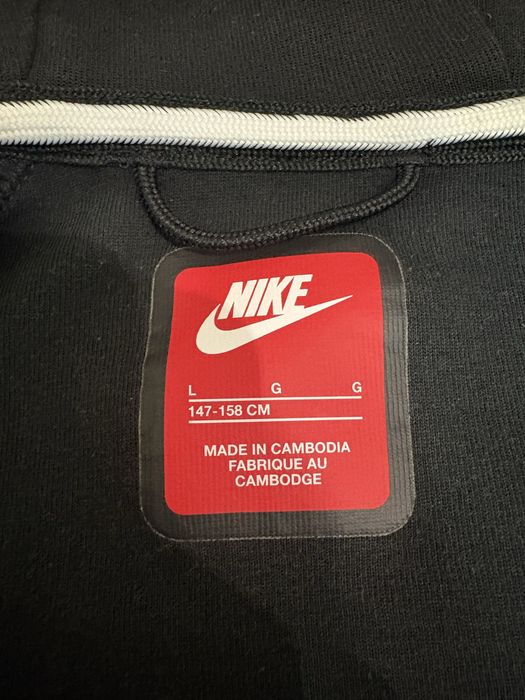 NIKE
L G G
147-158 CM
MADE IN CAMBODIA
FABRIQUE AU
CAMBODGE